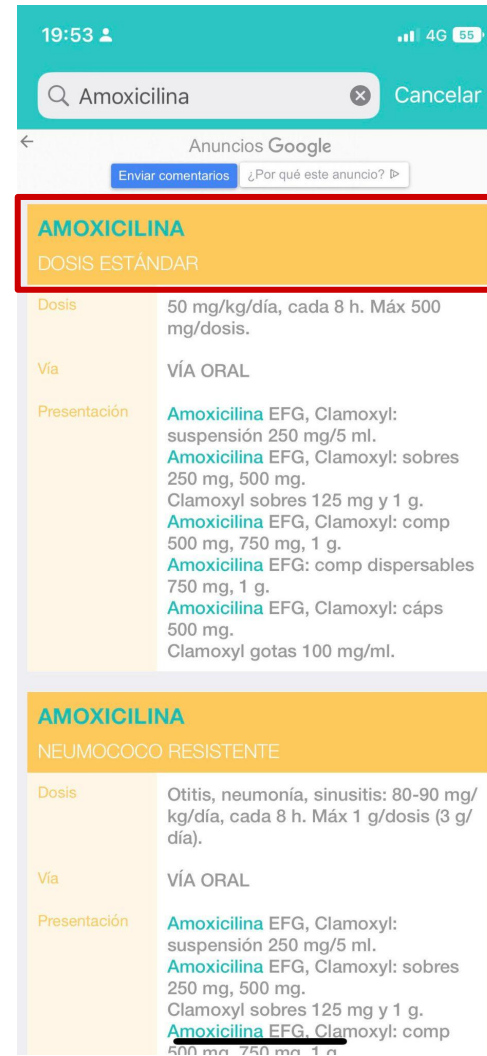 19:53
4G 55
Amoxicilina
Cancelar
Anuncios Google
Enviar comentarios
¿Por qué este anuncio?
AMOXICILINA
DOSIS ESTÁNDAR
Dosis
50 mg/kg/día, cada 8 h. Máx 500
mg/dosis.
Vía
VÍA ORAL
Presentación
Amoxicilina EFG, Clamoxyl:
suspensión 250 mg/5 ml.
Amoxicilina EFG, Clamoxyl: sobres
250 mg, 500 mg.
Clamoxyl sobres 125 mg y 1 g.
Amoxicilina EFG, Clamoxyl: comp
500 mg, 750 mg, 1 g.
Amoxicilina EFG: comp dispersables
750 mg, 1 g.
Amoxicilina EFG, Clamoxyl: cáps
500 mg.
Clamoxyl gotas 100 mg/ml.
AMOXICILINA
NEUMOCOCO RESISTENTE
Dosis
Otitis, neumonía, sinusitis: 80-90 mg/
kg/día, cada 8 h. Máx 1 g/dosis (3 g/
día).
Vía
VÍA ORAL
Presentación
Amoxicilina EFG, Clamoxyl:
suspensión 250 mg/5 ml.
Amoxicilina EFG, Clamoxyl: sobres
250 mg, 500 mg.
Clamoxyl sobres 125 mg y 1 g.
Amoxicilina EFG, Clamoxyl: comp
500 mg, 750 mg, 1 g